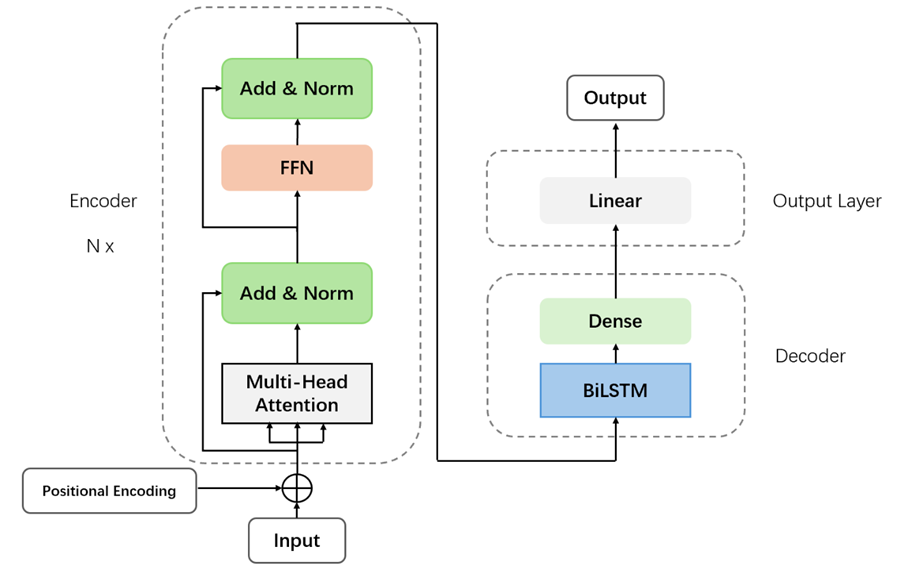 Add & Norm
FFN
Encoder
N x
Add & Norm
Multi-Head
Attention
Positional Encoding
Input
Output
Linear
Output Layer
Dense
Decoder
BiLSTM